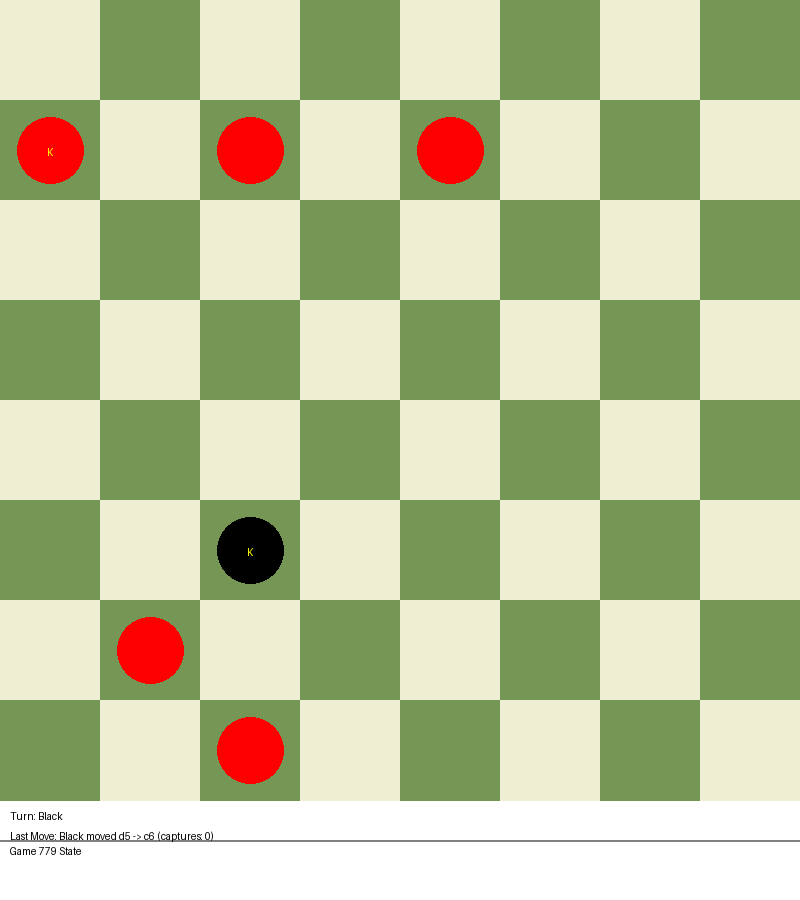 K
K
Turn: Black
Last Move: Black moved d5 -> c6 (captures: 0)
Game 779 State